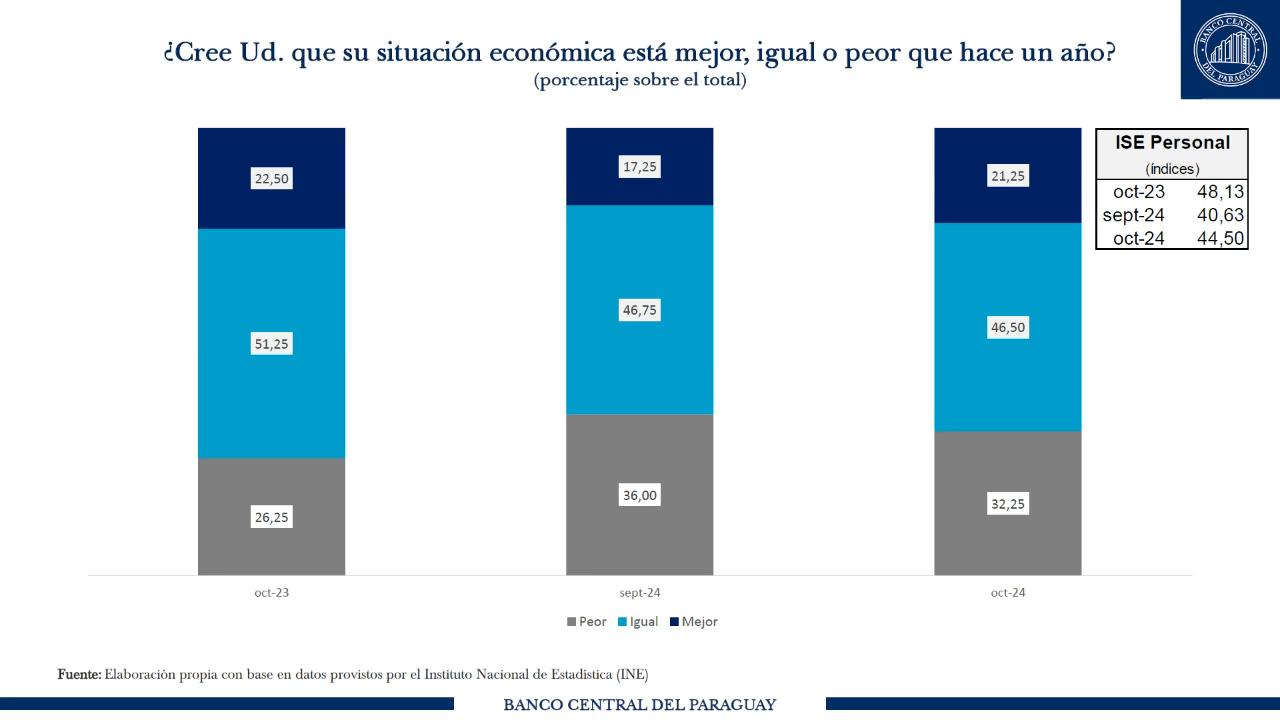 ¿Cree Ud. que su situación económica está mejor, igual o peor que hace un año?
(porcentaje sobre el total)
BANCO CENTRAL
DEL PARAGUAY
22,50
17,25
21,25
51,25
46,75
46,50
26,25
36,00
32,25
oct-23
sept-24
oct-24
Peor Igual Mejor
ISE Personal
(índices)
oct-23 48,13
sept-24 40,63
oct-24 44,50
Fuente: Elaboración propia con base en datos provistos por el Instituto Nacional de Estadística (INE)
BANCO CENTRAL DEL PARAGUAY